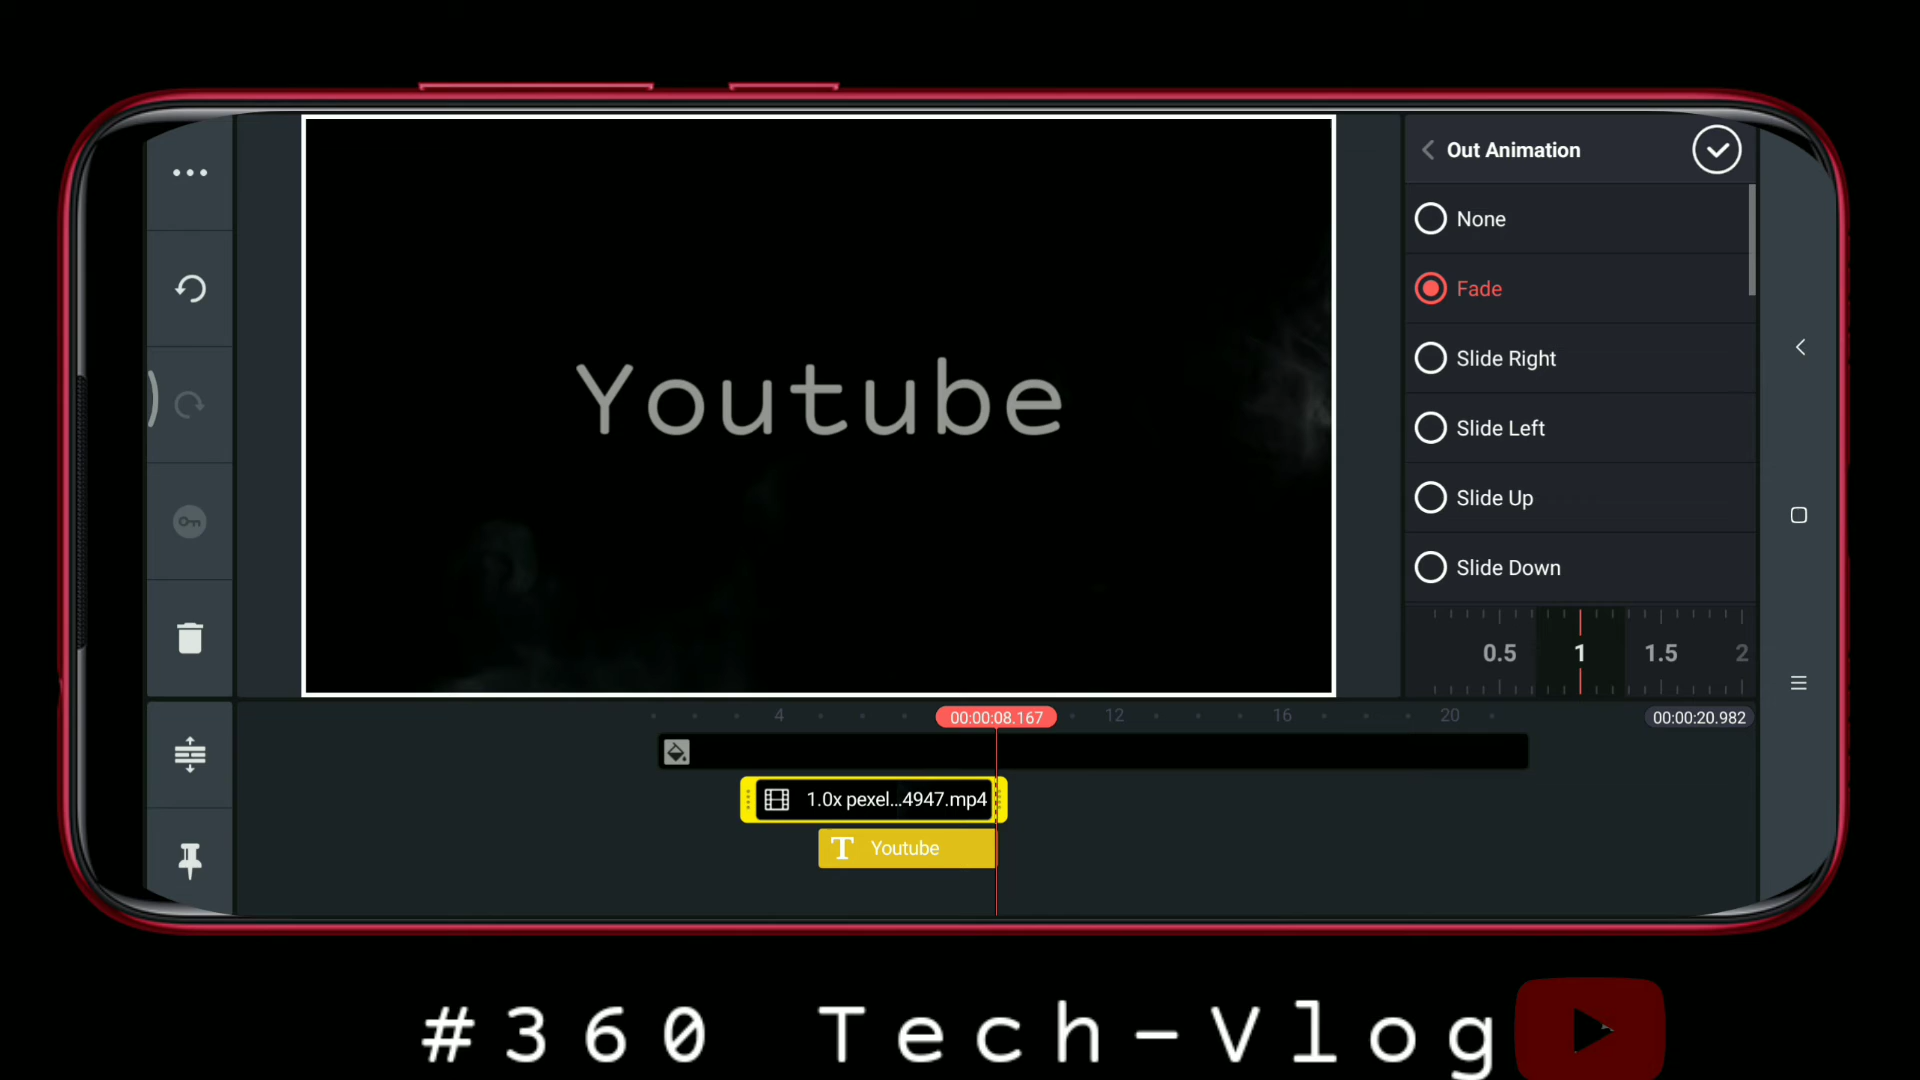 Out Animation
None
Fade
Slide Right
Slide Left
Slide Up
Slide Down
0.5 1 1.5 2
Youtube
4 00:00:08.167 12 16 20 00:00:20.982
1.0x pexel...4947.mp4
T Youtube
#360 Tech-Vlog